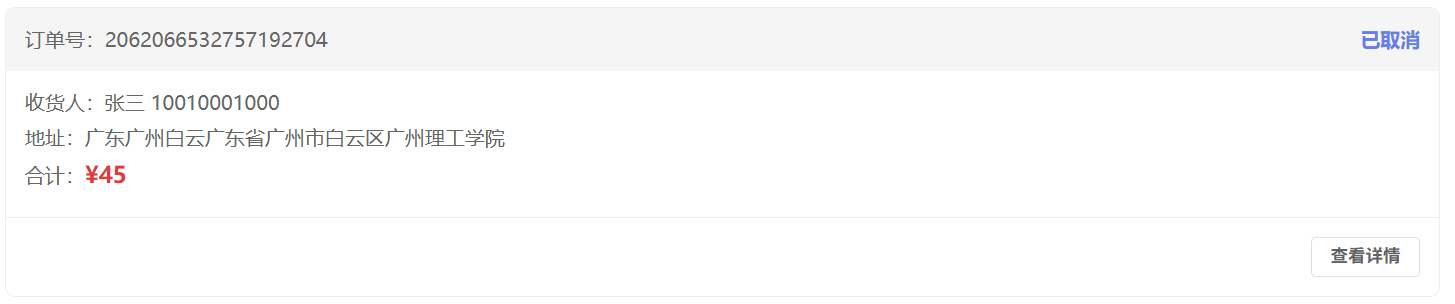 订单号：2062066532757192704
已取消
收货人：张三 10010001000
地址：广东广州白云广东省广州市白云区广州理工学院
合计：¥45
查看详情